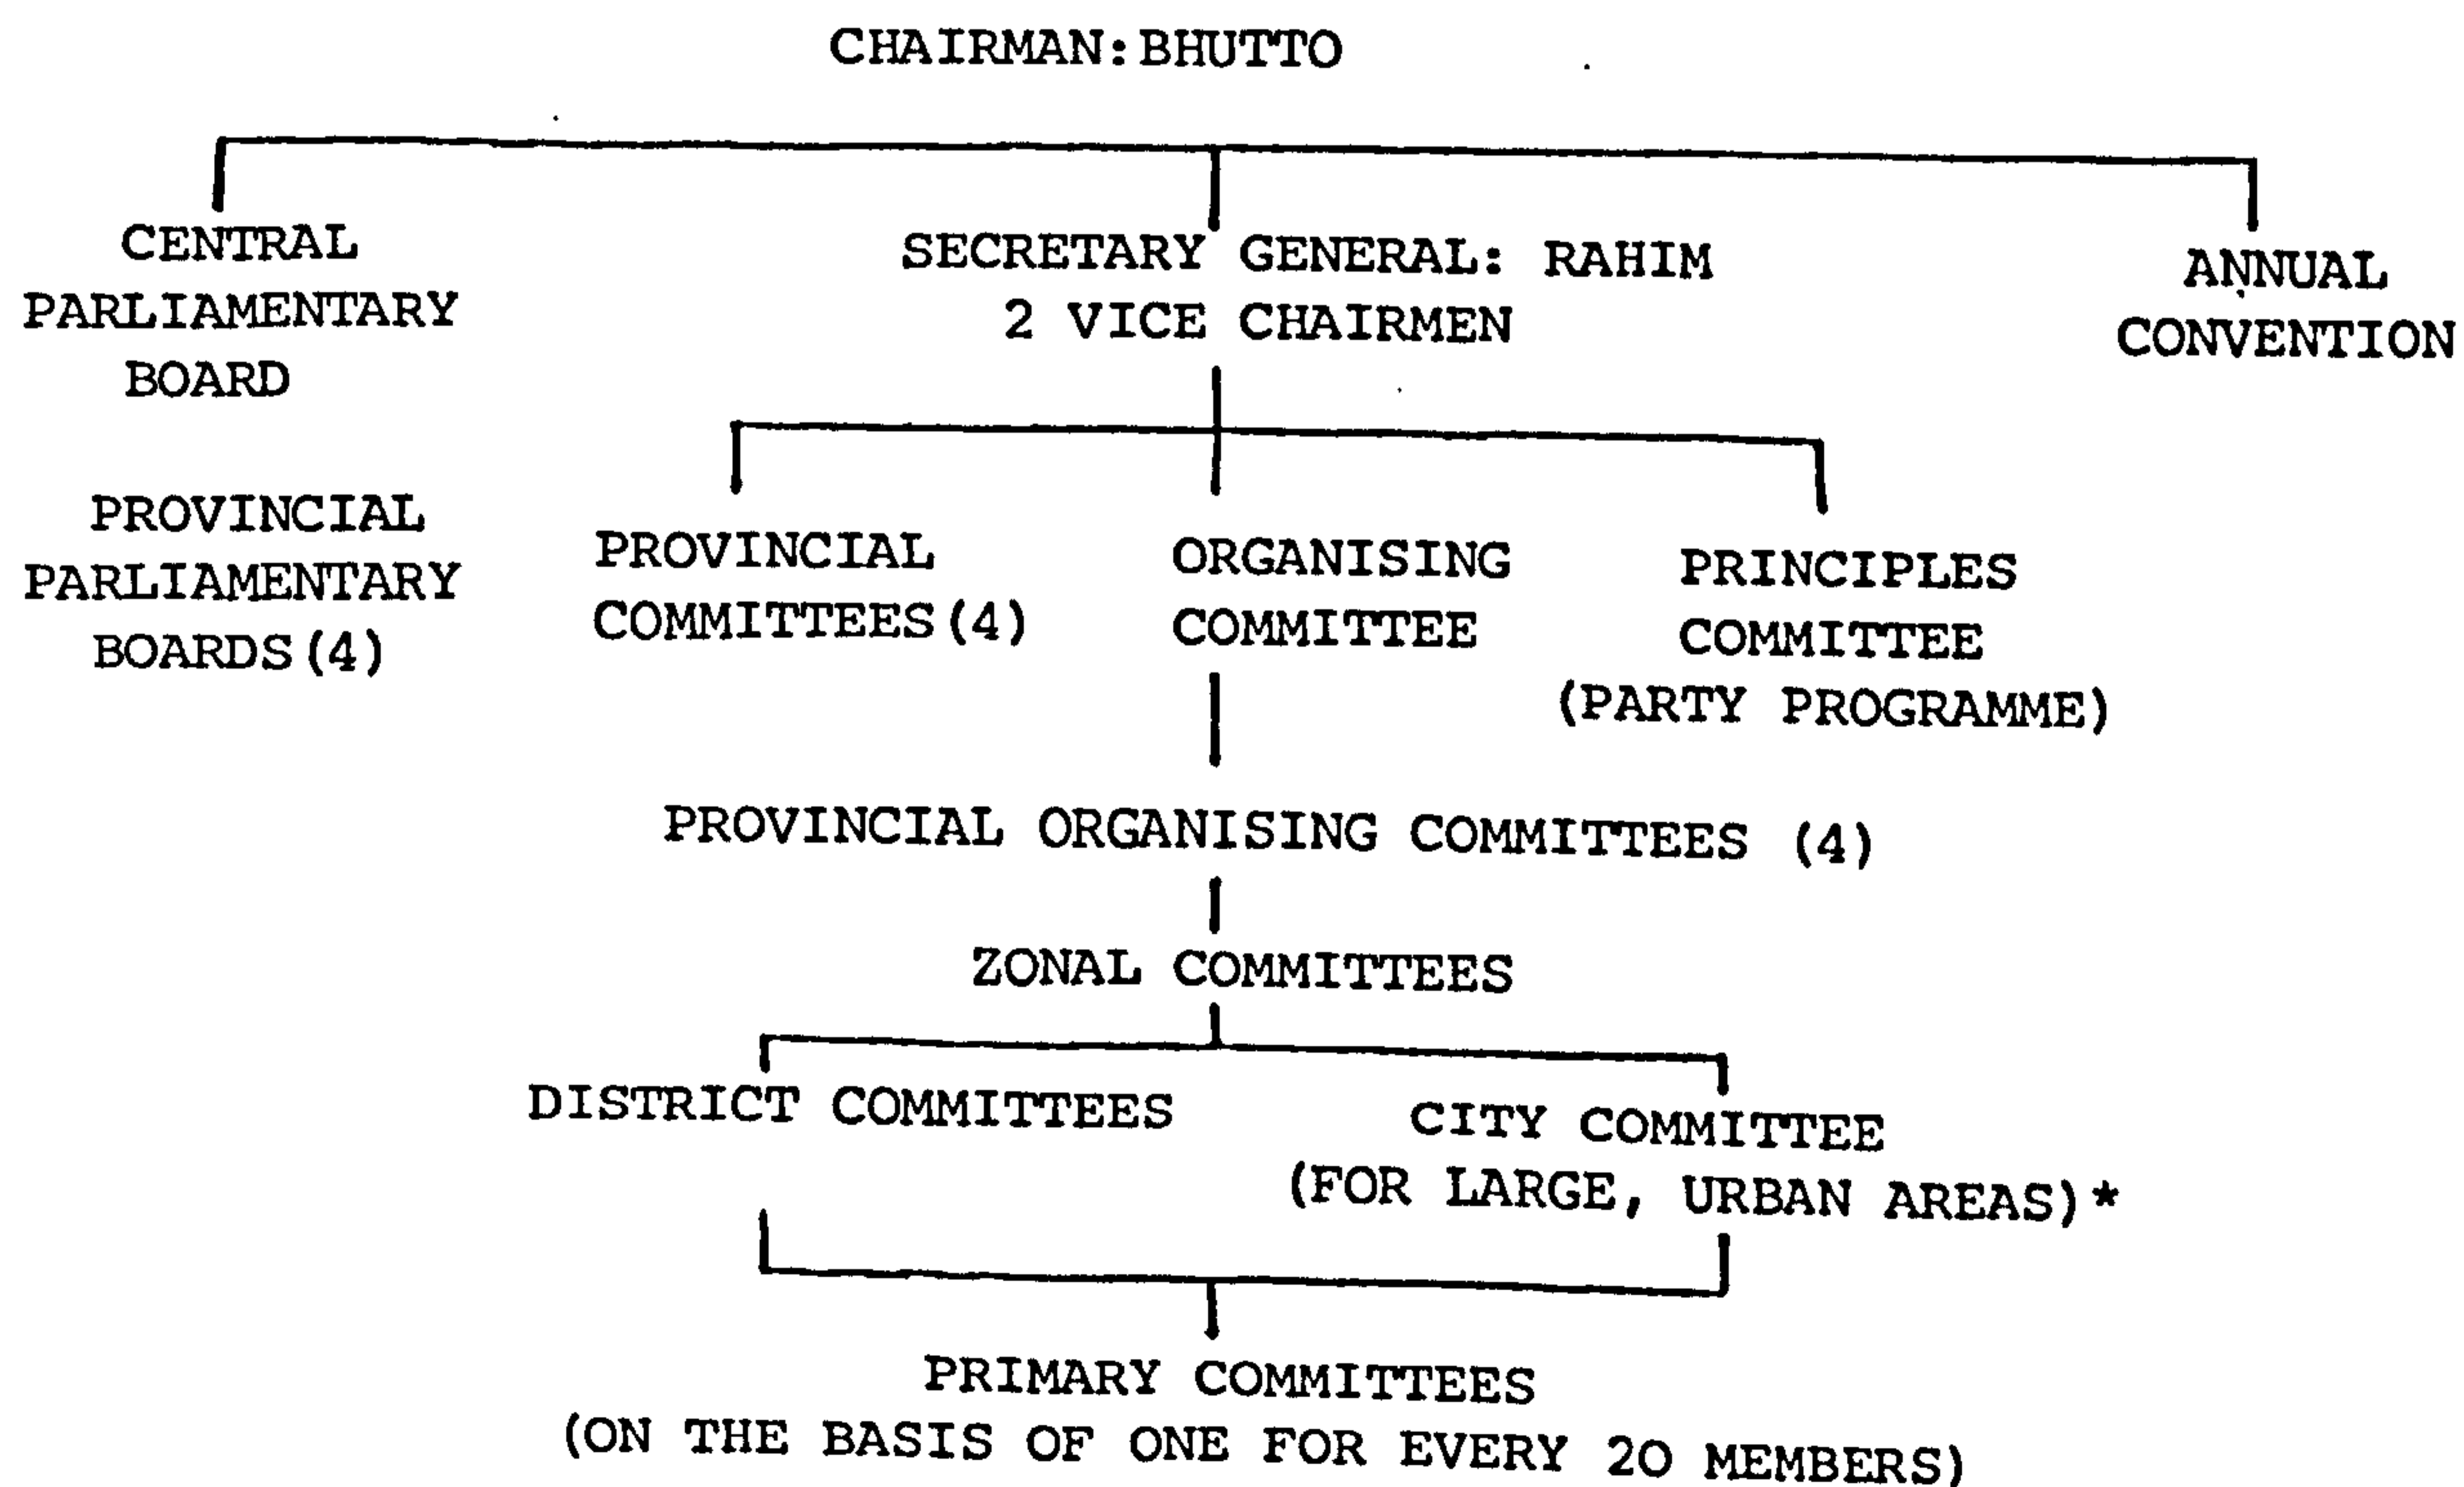 CHAIRMAN:BHUTTO
CENTRAL
PARLIAMENTARY
BOARD
SECRETARY GENERAL: RAHIM
2 VICE CHAIRMEN
ANNUAL
CONVENTION
PROVINCIAL
PARLIAMENTARY
BOARDS(4)
PROVINCIAL
COMMITTEES(4)
ORGANISING
COMMITTEE
PRINCIPLES
COMMITTEE
(PARTY PROGRAMME)
PROVINCIAL ORGANISING COMMITTEES (4)
ZONAL COMMITTEES
DISTRICT COMMITTEES
CITY COMMITTEE
(FOR LARGE, URBAN AREAS)*
PRIMARY COMMITTEES
(ON THE BASIS OF ONE FOR EVERY 20 MEMBERS)